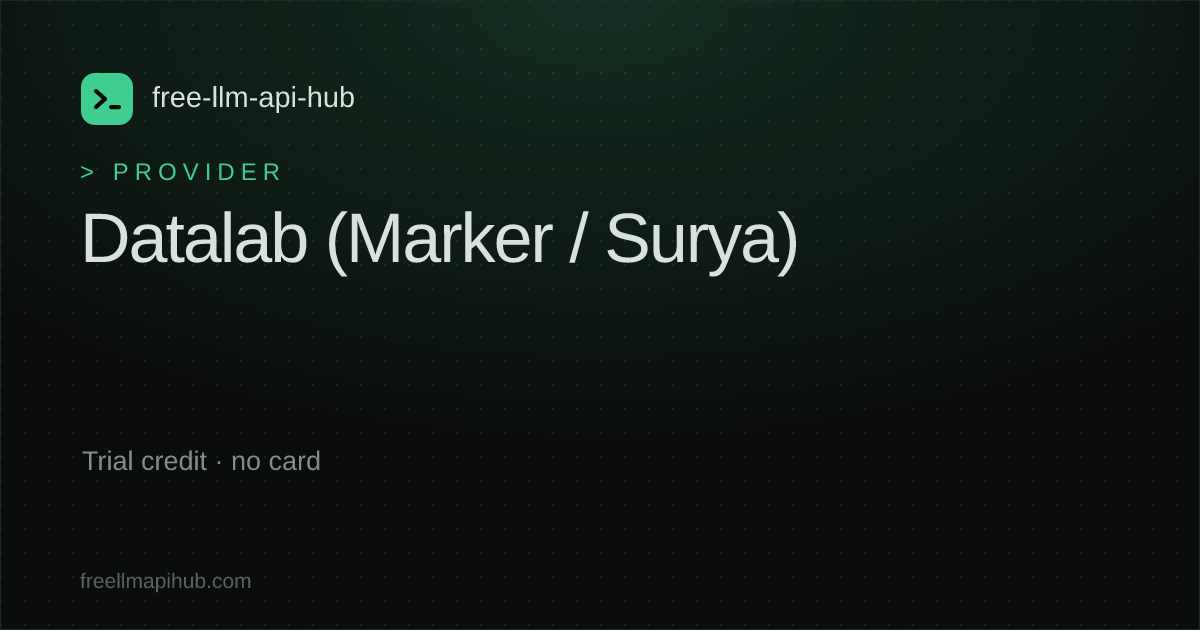 free-llm-api-hub
> PROVIDER
Datalab (Marker / Surya)
Trial credit · no card
freellmapihub.com